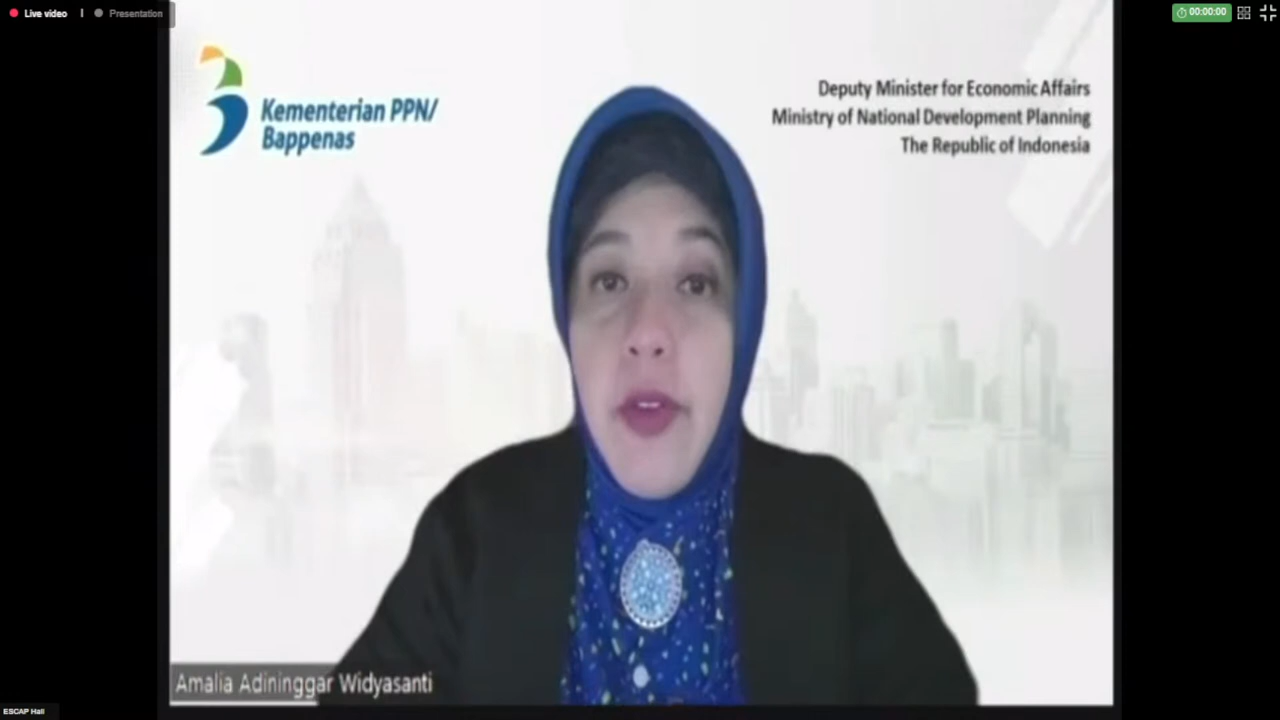 Live video
Presentation
00:00:00
Kementerian PPN/
Bappenas
Deputy Minister for Economic Affairs
Ministry of National Development Planning
The Republic of Indonesia
Amalia Adininggar Widyasanti
ESCAP Hall